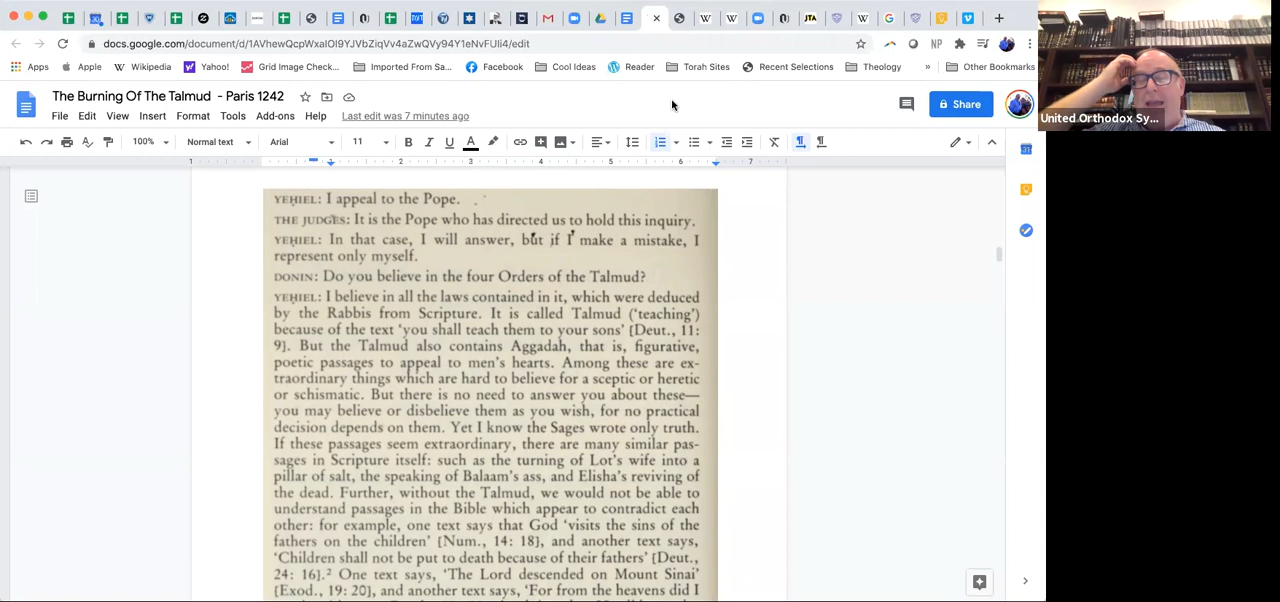 docs.google.com/document/d/1AVhewQcpWxaIOI9YJVbZiqVv4aZwQVy94Y1eNvFUli4/edit
NP
Apps Apple Wikipedia Yahoo! Grid Image Check... Imported From Sa... Facebook Cool Ideas Reader Torah Sites Recent Selections Theology » Other Bookmarks
United Orthodox Sy...
The Burning Of The Talmud - Paris 1242
Share
File Edit View Insert Format Tools Add-ons Help Last edit was 7 minutes ago
100% Normal text Arial 11 B I U A
1 1 2 3 4 5 6 7
YEḤIEL: I appeal to the Pope.
THE JUDGES: It is the Pope who has directed us to hold this inquiry.
YEḤIEL: In that case, I will answer, but if I make a mistake, I
represent only myself.
DONIN: Do you believe in the four Orders of the Talmud?
YEḤIEL: I believe in all the laws contained in it, which were deduced
by the Rabbis from Scripture. It is called Talmud (‘teaching’)
because of the text ‘you shall teach them to your sons’ [Deut., 11:
9]. But the Talmud also contains Aggadah, that is, figurative,
poetic passages to appeal to men's hearts. Among these are ex-
traordinary things which are hard to believe for a sceptic or heretic
or schismatic. But there is no need to answer you about these—
you may believe or disbelieve them as you wish, for no practical
decision depends on them. Yet I know the Sages wrote only truth.
If these passages seem extraordinary, there are many similar pas-
sages in Scripture itself: such as the turning of Lot's wife into a
pillar of salt, the speaking of Balaam's ass, and Elisha's reviving of
the dead. Further, without the Talmud, we would not be able to
understand passages in the Bible which appear to contradict each
other: for example, one text says that God ‘visits the sins of the
fathers on the children’ [Num., 14: 18], and another text says,
‘Children shall not be put to death because of their fathers’ [Deut.,
24: 16].² One text says, ‘The Lord descended on Mount Sinai’
[Exod., 19: 20], and another text says, ‘For from the heavens did I